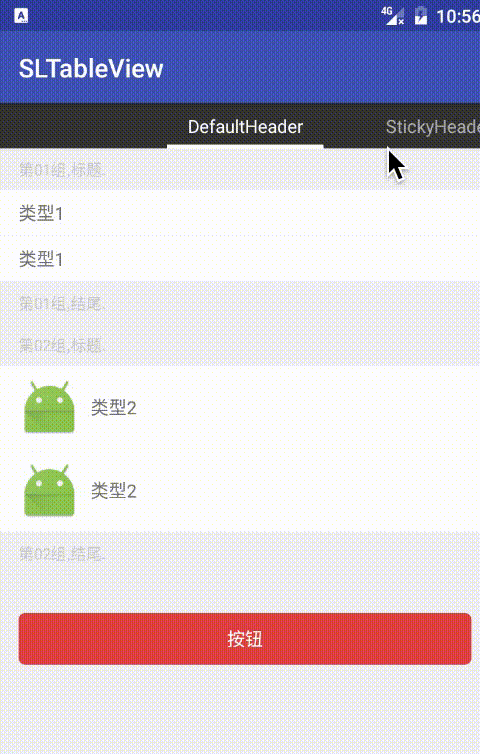 4G 10:56
SLTableView
DefaultHeader StickyHeade
第01组,标题.
类型1
类型1
第01组,结尾.
第02组,标题.
类型2
类型2
第02组,结尾.
按钮